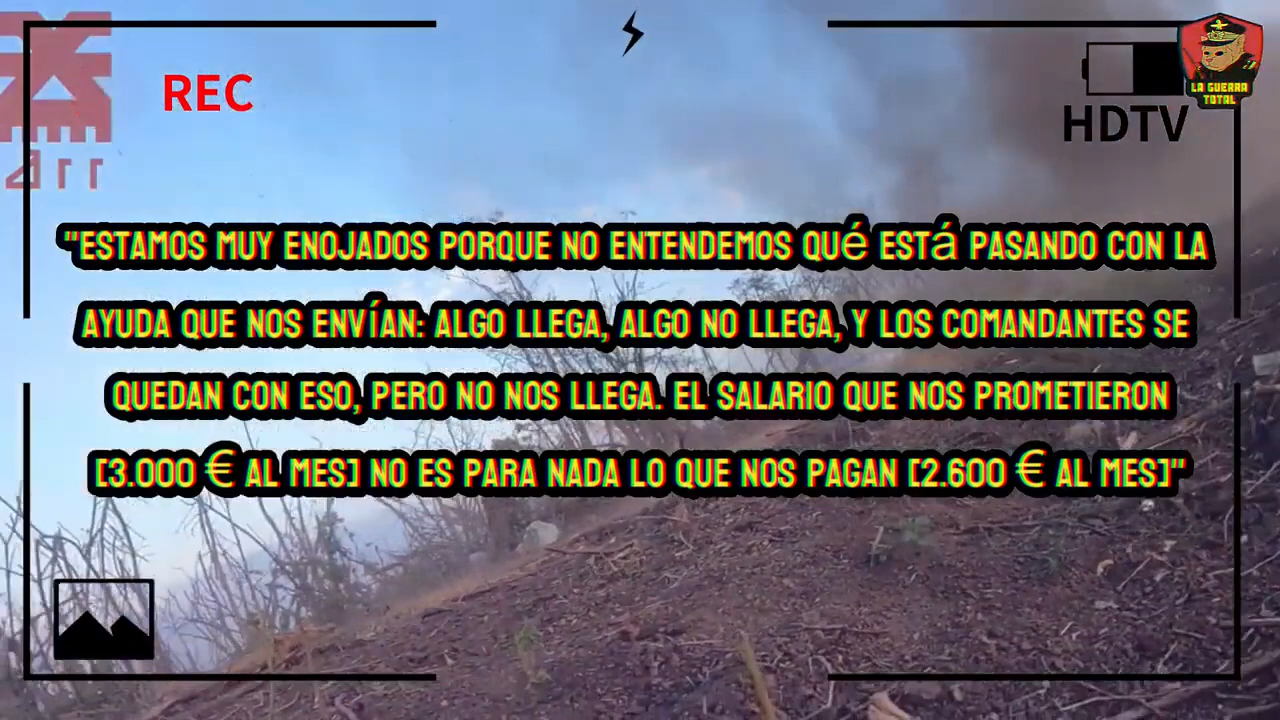 REC
HDTV
LA GUERRA
TOTAL
"ESTAMOS MUY ENOJADOS PORQUE NO ENTENDEMOS QUé ESTá PASANDO CON LA
AYUDA QUE NOS ENVÍAN: ALGO LLEGA, ALGO NO LLEGA, Y LOS COMANDANTES SE
QUEDAN CON ESO, PERO NO NOS LLEGA. EL SALARIO QUE NOS PROMETIERON
[3.000 € AL MES] NO ES PARA NADA LO QUE NOS PAGAN [2.600 € AL MES]"